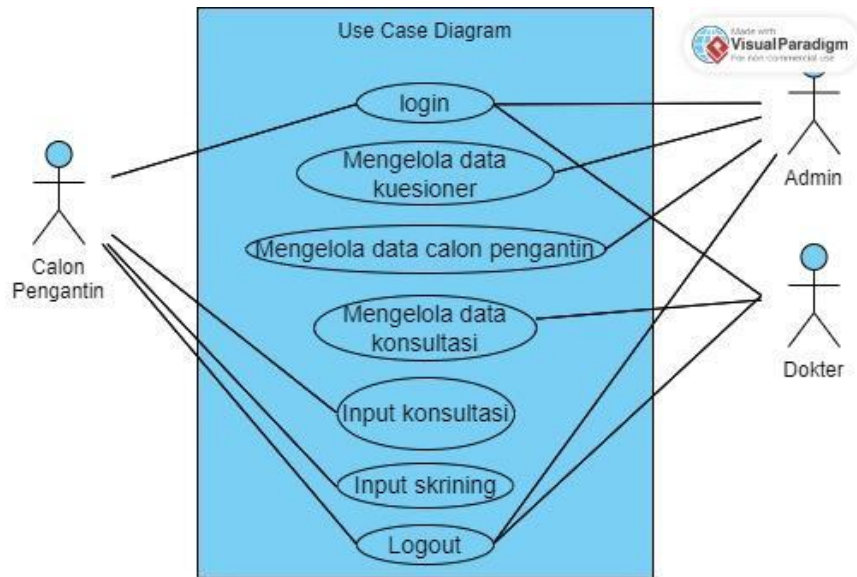 Use Case Diagram
Made with
Visual Paradigm
For non-commercial use
login
Mengelola data
kuesioner
Admin
Mengelola data calon pengantin
Calon
Pengantin
Mengelola data
konsultasi
Dokter
Input konsultasi
Input skrining
Logout